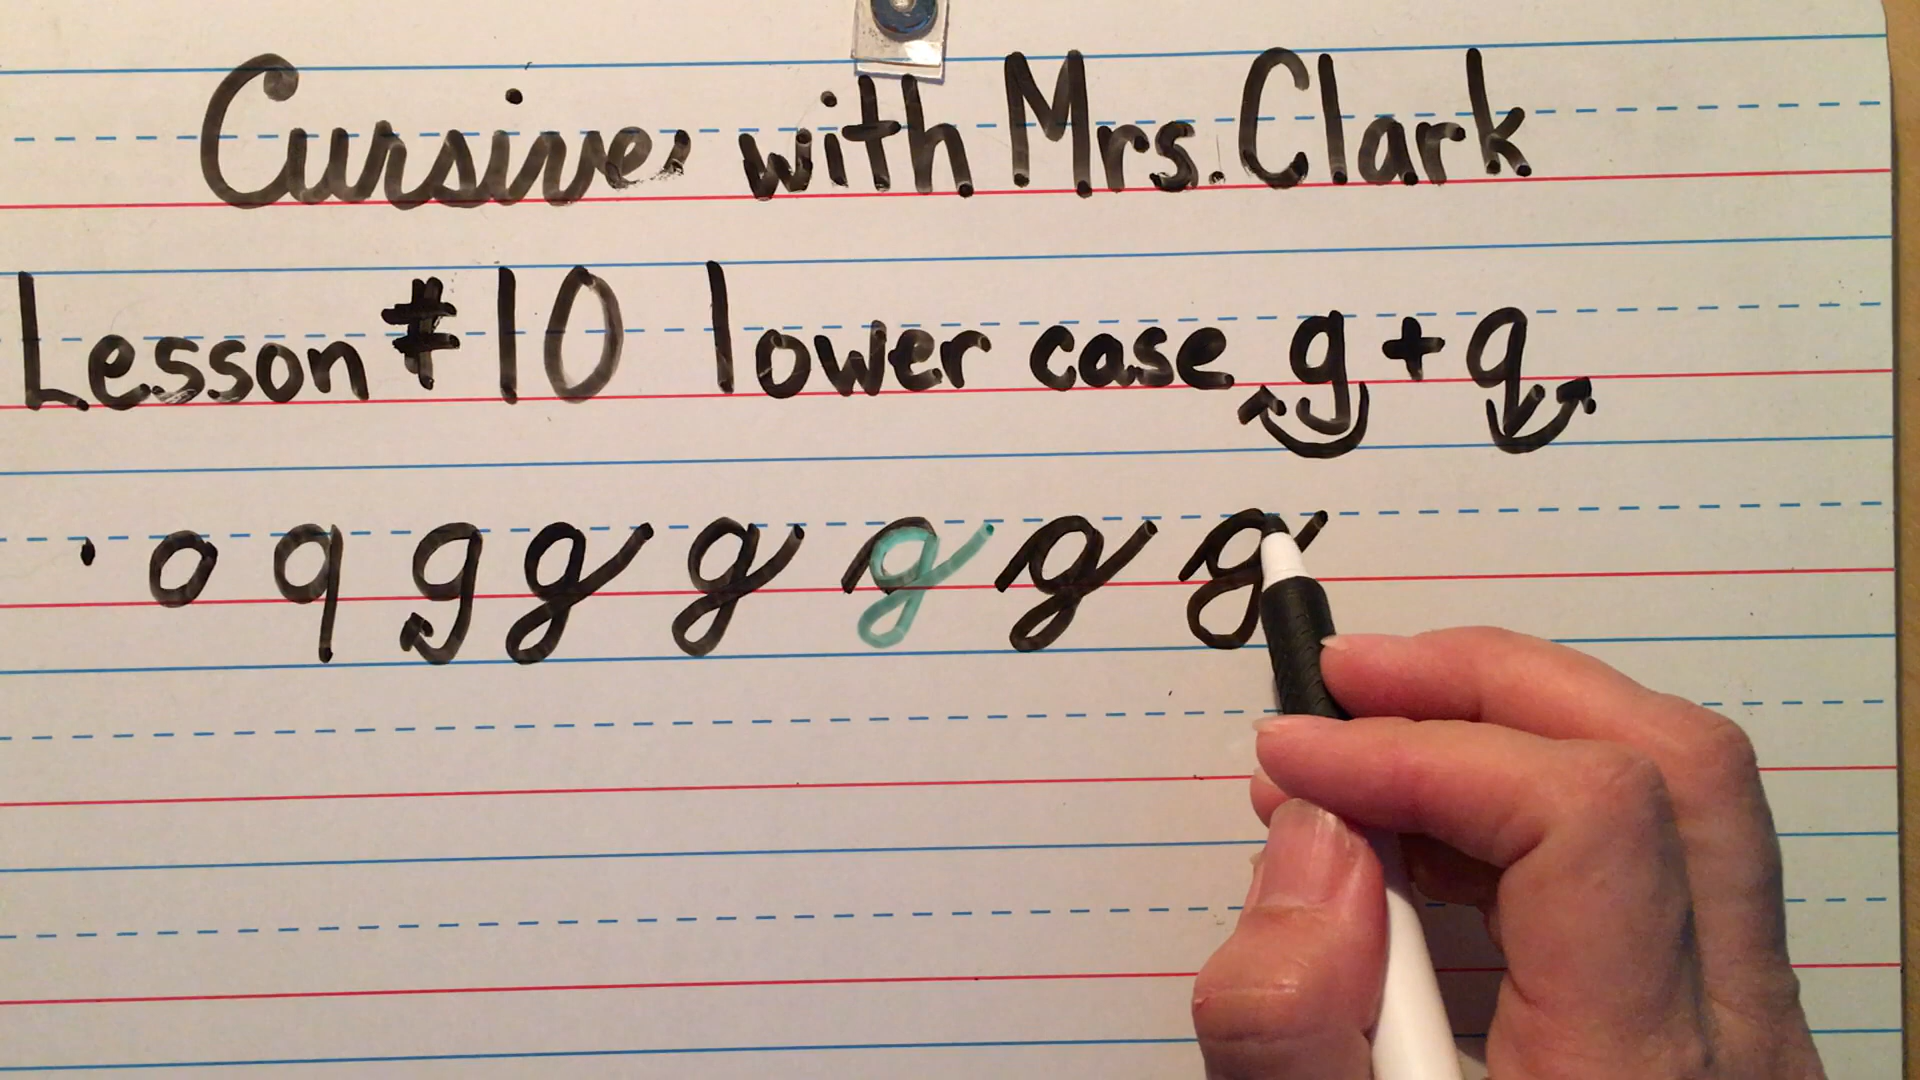 Cursive with Mrs. Clark
Lesson #10 lower case g + q
o q g g g g g g